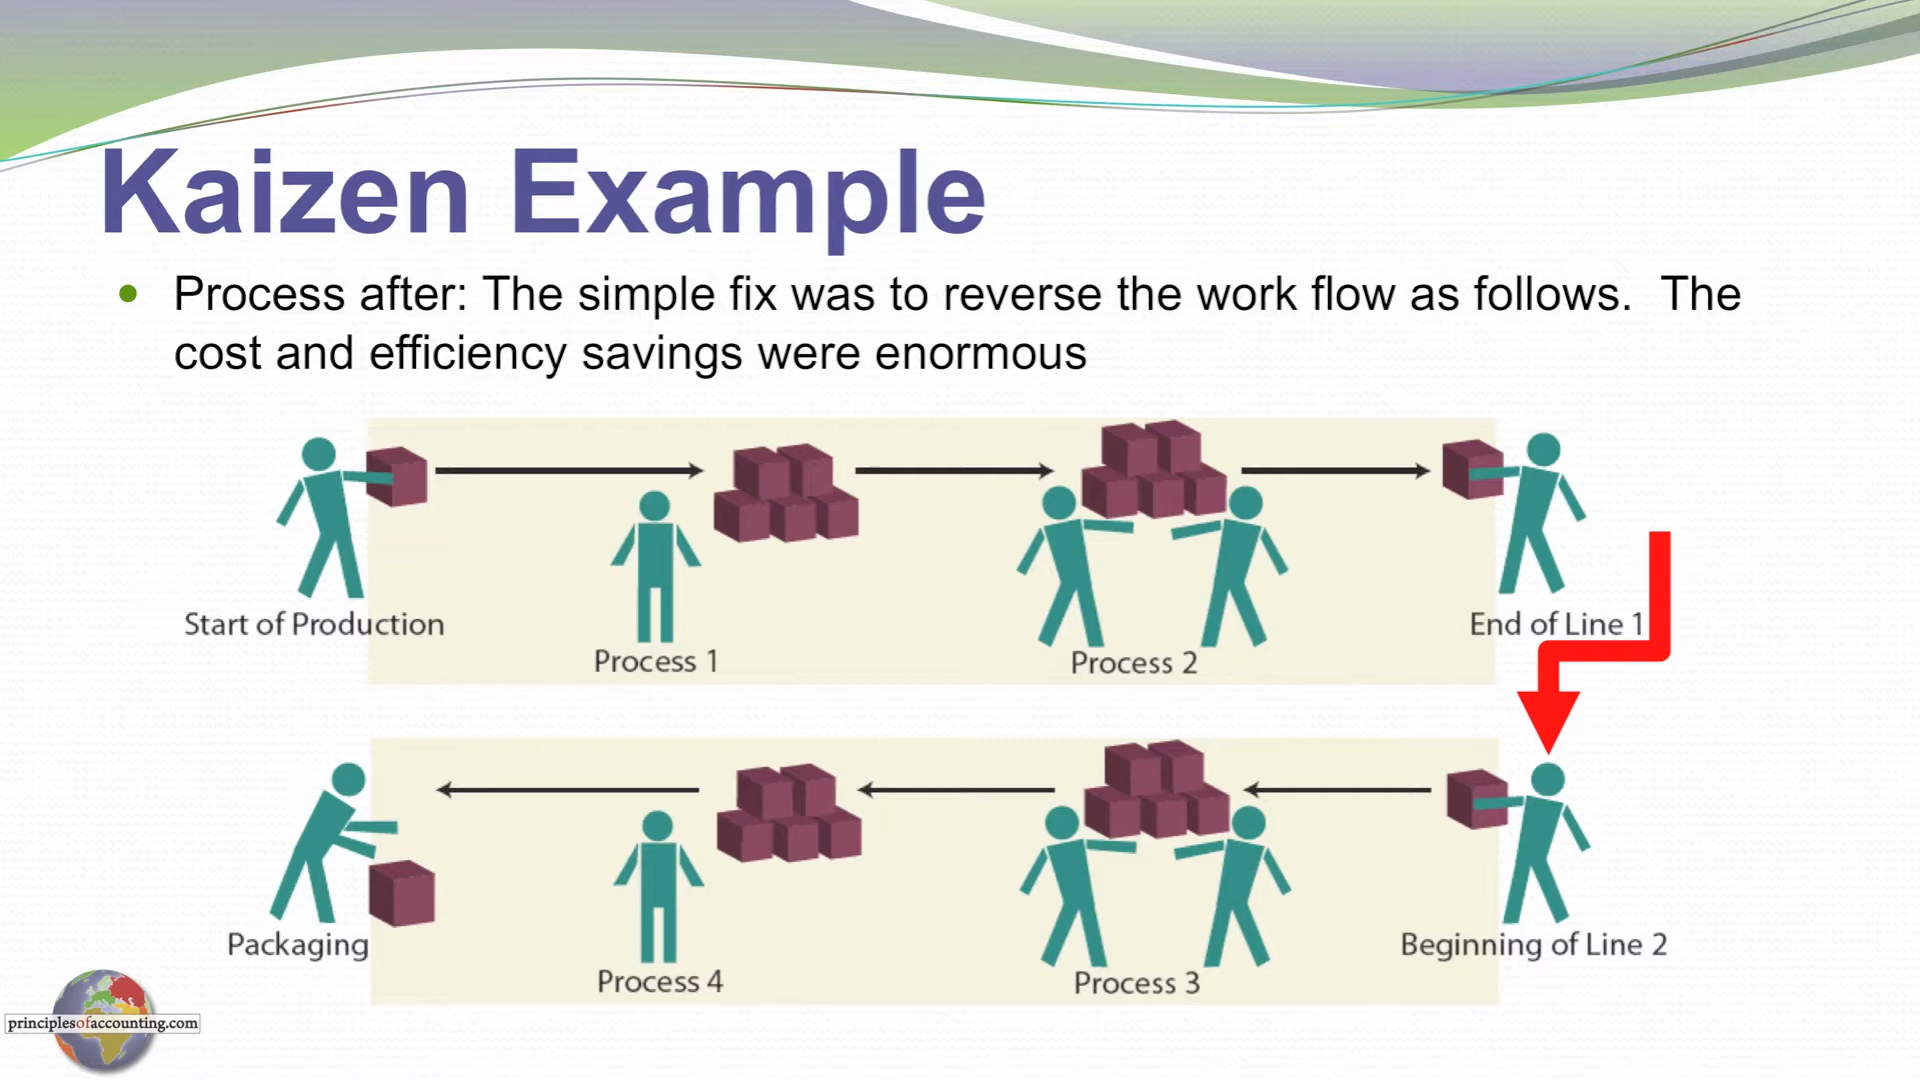 Kaizen Example
• Process after: The simple fix was to reverse the work flow as follows.  The
cost and efficiency savings were enormous
Start of Production
Process 1
Process 2
End of Line 1
Packaging
Process 4
Process 3
Beginning of Line 2
principlesofaccounting.com